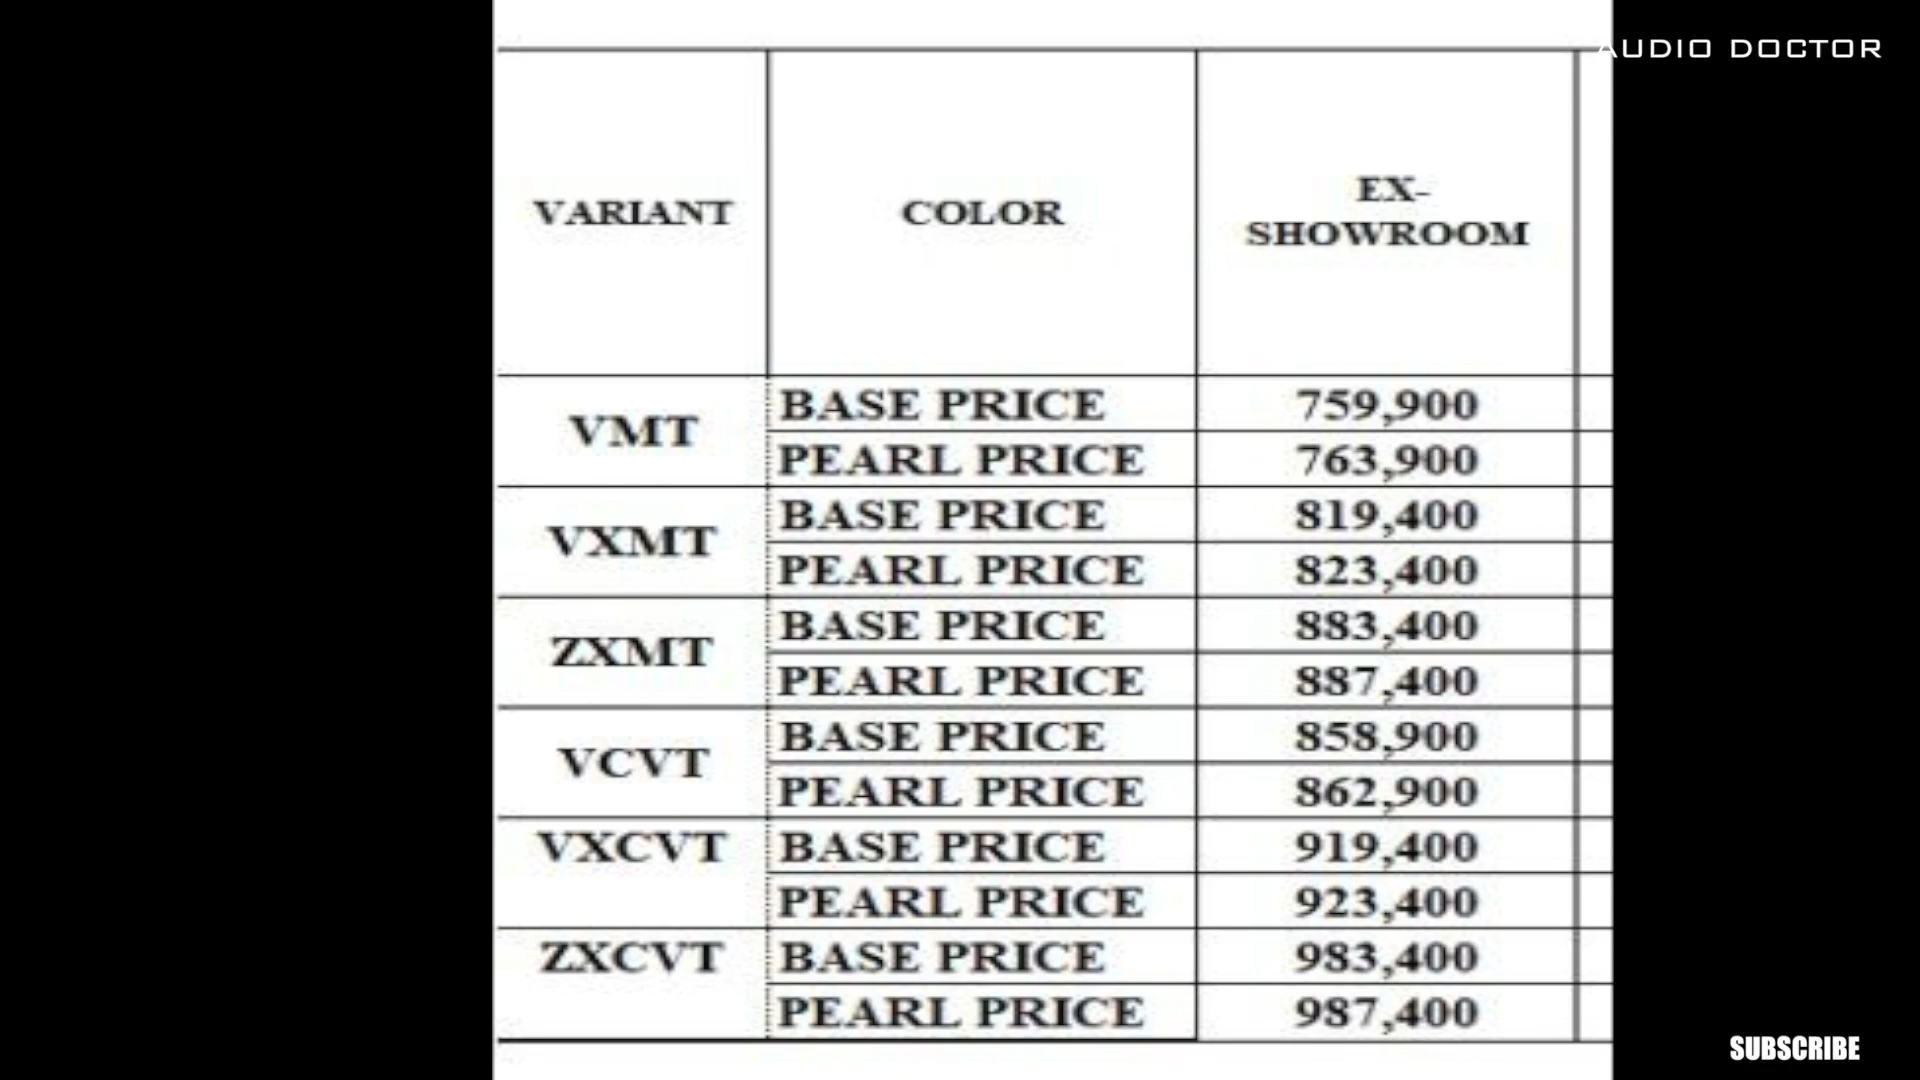 AUDIO DOCTOR
VARIANT COLOR EX-
SHOWROOM
VMT BASE PRICE 759,900
PEARL PRICE 763,900
VXMT BASE PRICE 819,400
PEARL PRICE 823,400
ZXMT BASE PRICE 883,400
PEARL PRICE 887,400
VCVT BASE PRICE 858,900
PEARL PRICE 862,900
VXCVT BASE PRICE 919,400
PEARL PRICE 923,400
ZXCVT BASE PRICE 983,400
PEARL PRICE 987,400
SUBSCRIBE